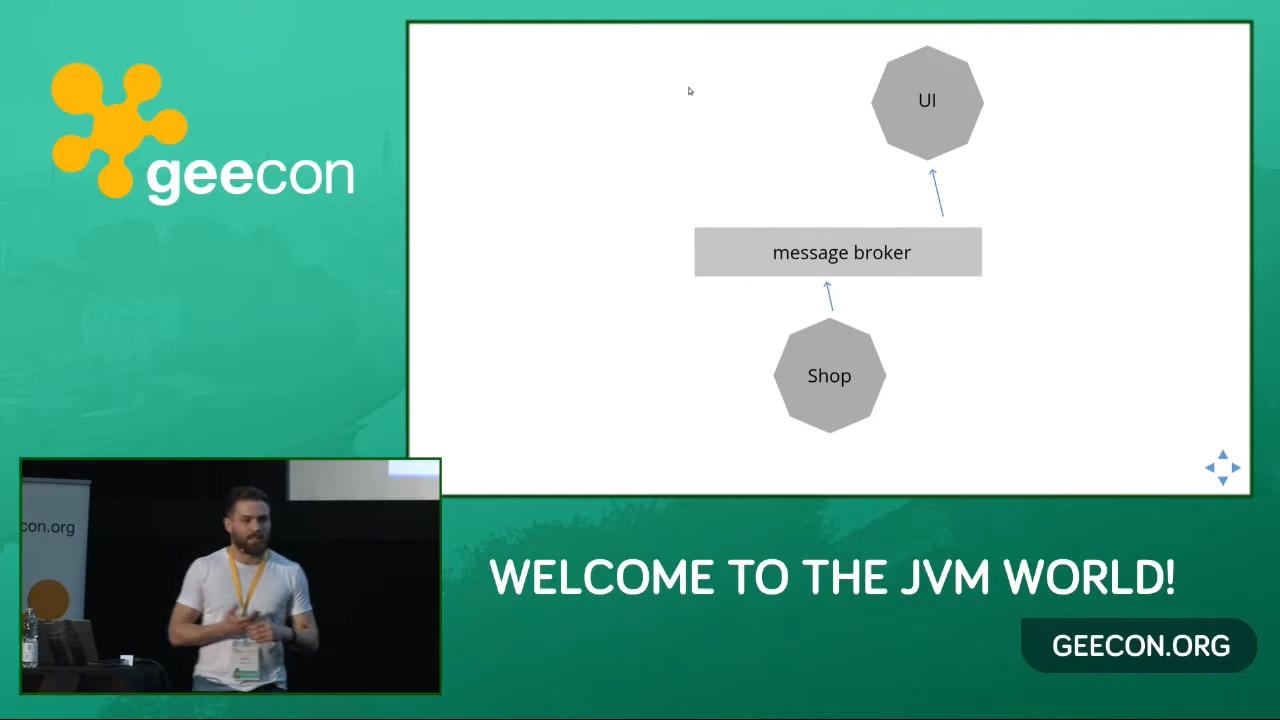 geecon
UI
message broker
Shop
con.org
WELCOME TO THE JVM WORLD!
GEECON.ORG